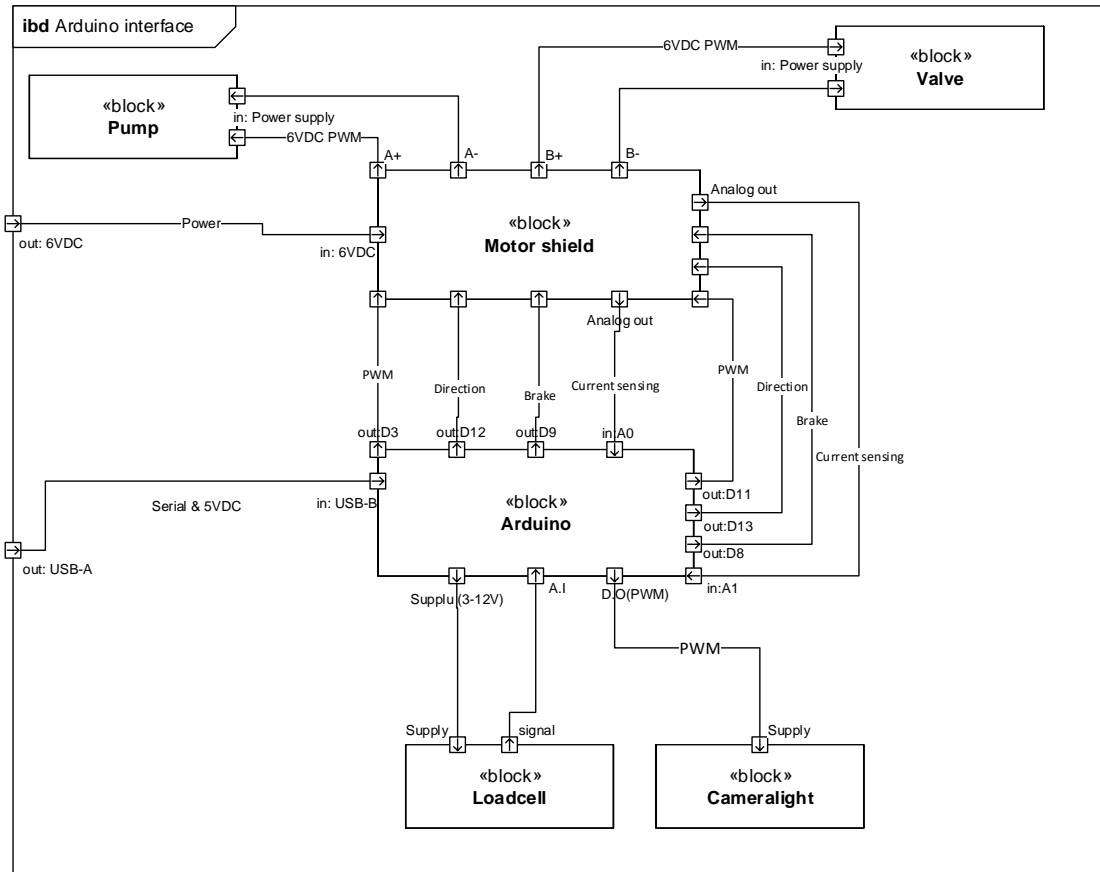 ibd Arduino interface
6VDC PWM
«block»
Valve
in: Power supply
«block»
Pump
in: Power supply
6VDC PWM
A+
A-
B+
B-
Analog out
Power
«block»
Motor shield
out: 6VDC
in: 6VDC
Analog out
PWM
Direction
Brake
Current sensing
PWM
Direction
Brake
Current sensing
out:D3
out:D12
out:D9
in:A0
Serial & 5VDC
in: USB-B
«block»
Arduino
out:D11
out:D13
out:D8
out: USB-A
in:A1
Supplu (3-12V)
A.I
D.O(PWM)
PWM
Supply
signal
Supply
«block»
Loadcell
«block»
Cameralight